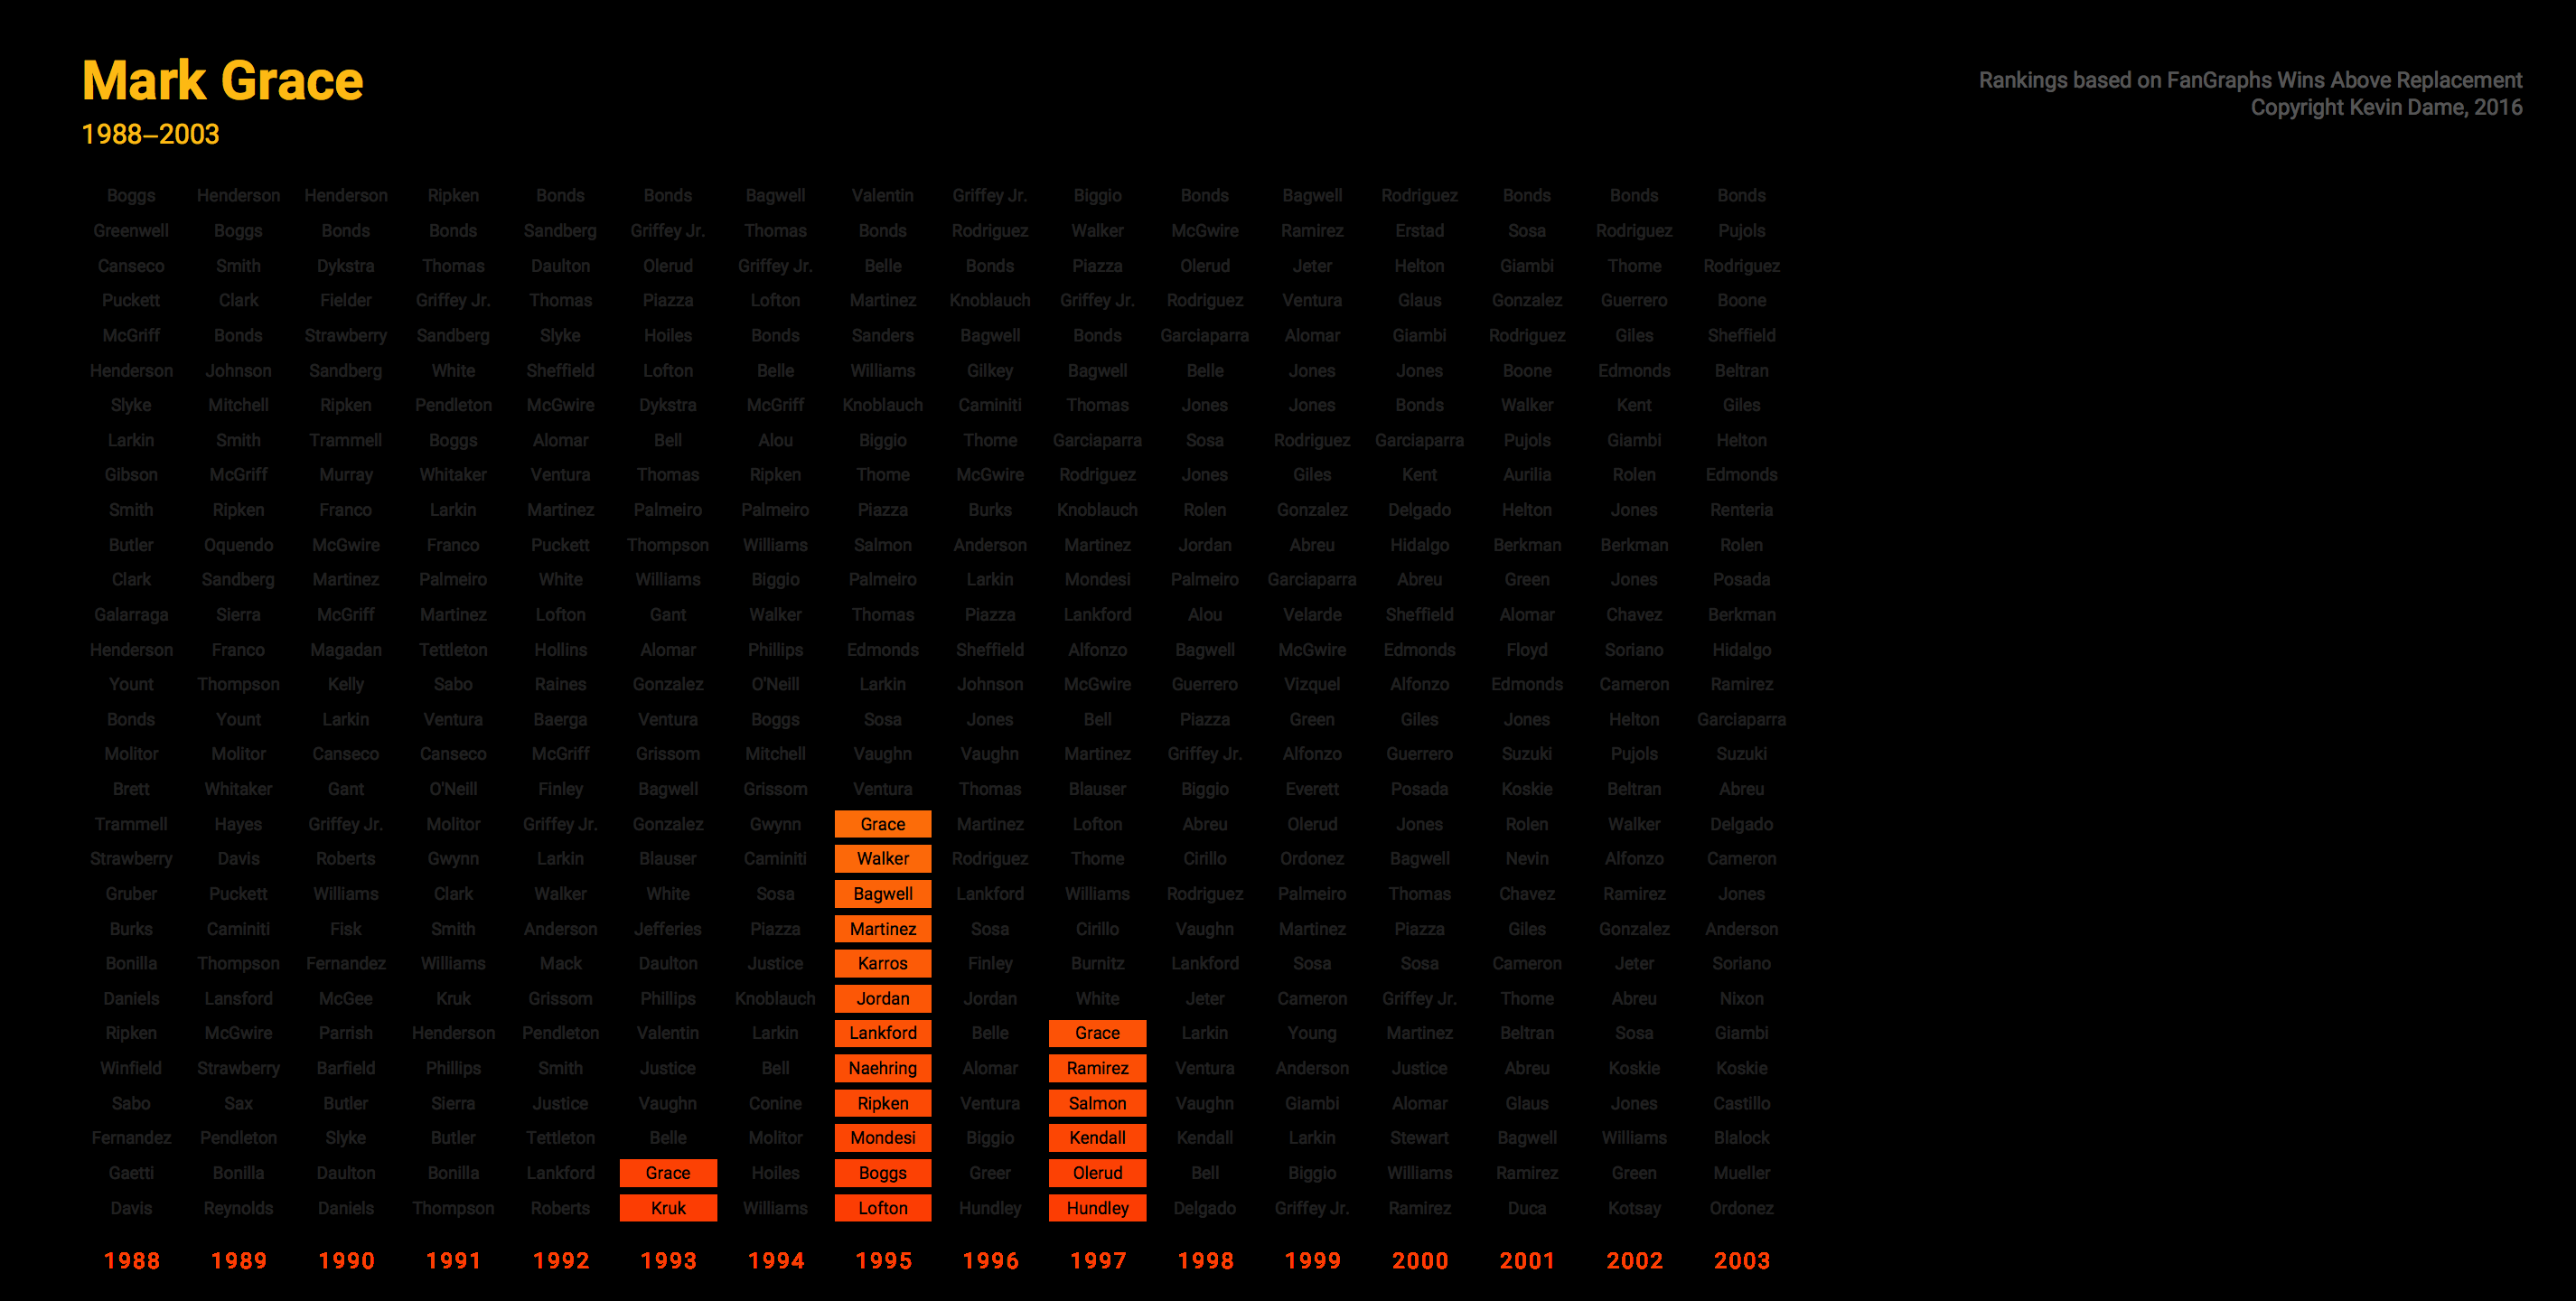 Mark Grace
1988–2003
Rankings based on FanGraphs Wins Above Replacement
Copyright Kevin Dame, 2016
Boggs Henderson Henderson Ripken Bonds Bonds Bagwell Valentin Griffey Jr. Biggio Bonds Bagwell Rodriguez Bonds Bonds Bonds
Greenwell Boggs Bonds Bonds Sandberg Griffey Jr. Thomas Bonds Rodriguez Walker McGwire Ramirez Erstad Sosa Rodriguez Pujols
Canseco Smith Dykstra Thomas Daulton Olerud Griffey Jr. Belle Bonds Piazza Olerud Jeter Helton Giambi Thome Rodriguez
Puckett Clark Fielder Griffey Jr. Thomas Piazza Lofton Martinez Knoblauch Griffey Jr. Rodriguez Ventura Glaus Gonzalez Guerrero Boone
McGriff Bonds Strawberry Sandberg Slyke Hoiles Bonds Sanders Bagwell Bonds Garciaparra Alomar Giambi Rodriguez Giles Sheffield
Henderson Johnson Sandberg White Sheffield Lofton Belle Williams Gilkey Bagwell Belle Jones Jones Boone Edmonds Beltran
Slyke Mitchell Ripken Pendleton McGwire Dykstra McGriff Knoblauch Caminiti Thomas Jones Jones Bonds Walker Kent Giles
Larkin Smith Trammell Boggs Alomar Bell Alou Biggio Thome Garciaparra Sosa Rodriguez Garciaparra Pujols Giambi Helton
Gibson McGriff Murray Whitaker Ventura Thomas Ripken Thome McGwire Rodriguez Jones Giles Kent Aurilia Rolen Edmonds
Smith Ripken Franco Larkin Martinez Palmeiro Palmeiro Piazza Burks Knoblauch Rolen Gonzalez Delgado Helton Jones Renteria
Butler Oquendo McGwire Franco Puckett Thompson Williams Salmon Anderson Martinez Jordan Abreu Hidalgo Berkman Berkman Rolen
Clark Sandberg Martinez Palmeiro White Williams Biggio Palmeiro Larkin Mondesi Palmeiro Garciaparra Abreu Green Jones Posada
Galarraga Sierra McGriff Martinez Lofton Gant Walker Thomas Piazza Lankford Alou Velarde Sheffield Alomar Chavez Berkman
Henderson Franco Magadan Tettleton Hollins Alomar Phillips Edmonds Sheffield Alfonzo Bagwell McGwire Edmonds Floyd Soriano Hidalgo
Yount Thompson Kelly Sabo Raines Gonzalez O'Neill Larkin Johnson McGwire Guerrero Vizquel Alfonzo Edmonds Cameron Ramirez
Bonds Yount Larkin Ventura Baerga Ventura Boggs Sosa Jones Bell Piazza Green Giles Jones Helton Garciaparra
Molitor Molitor Canseco Canseco McGriff Grissom Mitchell Vaughn Vaughn Martinez Griffey Jr. Alfonzo Guerrero Suzuki Pujols Suzuki
Brett Whitaker Gant O'Neill Finley Bagwell Grissom Ventura Thomas Blauser Biggio Everett Posada Koskie Beltran Abreu
Trammell Hayes Griffey Jr. Molitor Griffey Jr. Gonzalez Gwynn Grace Martinez Lofton Abreu Olerud Jones Rolen Walker Delgado
Strawberry Davis Roberts Gwynn Larkin Blauser Caminiti Walker Rodriguez Thome Cirillo Ordonez Bagwell Nevin Alfonzo Cameron
Gruber Puckett Williams Clark Walker White Sosa Bagwell Lankford Williams Rodriguez Palmeiro Thomas Chavez Ramirez Jones
Burks Caminiti Fisk Smith Anderson Jefferies Piazza Martinez Sosa Cirillo Vaughn Martinez Piazza Giles Gonzalez Anderson
Bonilla Thompson Fernandez Williams Mack Daulton Justice Karros Finley Burnitz Lankford Sosa Sosa Cameron Jeter Soriano
Daniels Lansford McGee Kruk Grissom Phillips Knoblauch Jordan Jordan White Jeter Cameron Griffey Jr. Thome Abreu Nixon
Ripken McGwire Parrish Henderson Pendleton Valentin Larkin Lankford Belle Grace Larkin Young Martinez Beltran Sosa Giambi
Winfield Strawberry Barfield Phillips Smith Justice Bell Naehring Alomar Ramirez Ventura Anderson Justice Abreu Koskie Koskie
Sabo Sax Butler Sierra Justice Vaughn Conine Ripken Ventura Salmon Vaughn Giambi Alomar Glaus Jones Castillo
Fernandez Pendleton Slyke Butler Tettleton Belle Molitor Mondesi Biggio Kendall Kendall Larkin Stewart Bagwell Williams Blalock
Gaetti Bonilla Daulton Bonilla Lankford Grace Hoiles Boggs Greer Olerud Bell Biggio Williams Ramirez Green Mueller
Davis Reynolds Daniels Thompson Roberts Kruk Williams Lofton Hundley Hundley Delgado Griffey Jr. Ramirez Duca Kotsay Ordonez
1988 1989 1990 1991 1992 1993 1994 1995 1996 1997 1998 1999 2000 2001 2002 2003